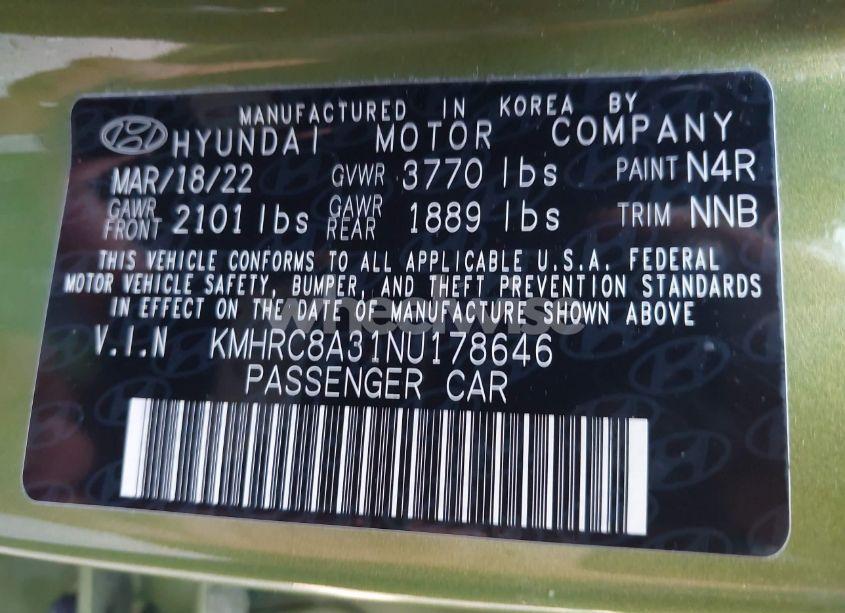 MANUFACTURED IN KOREA BY
HYUNDAI MOTOR COMPANY
MAR/18/22 GVWR 3770 lbs PAINT N4R
GAWR FRONT 2101 lbs GAWR REAR 1889 lbs TRIM NNB
THIS VEHICLE CONFORMS TO ALL APPLICABLE U.S.A. FEDERAL
MOTOR VEHICLE SAFETY, BUMPER, AND THEFT PREVENTION STANDARDS
IN EFFECT ON THE DATE OF MANUFACTURE SHOWN ABOVE
wheelwise
V.I.N KMHRC8A31NU178646
PASSENGER CAR